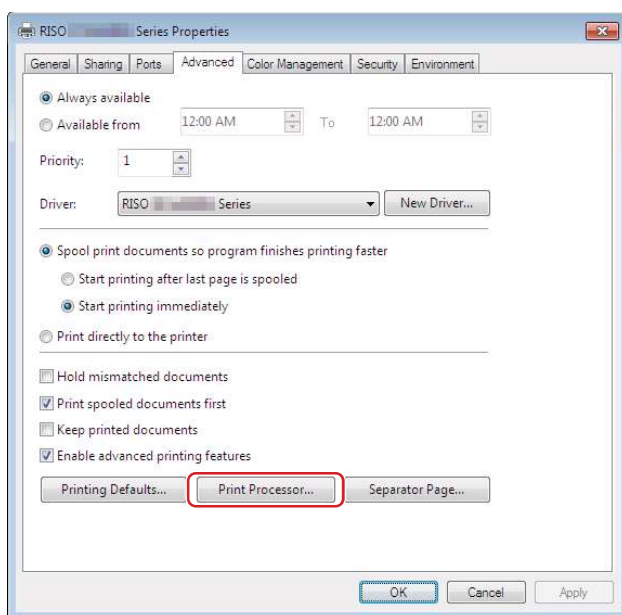 RISO Series Properties
General Sharing Ports Advanced Color Management Security Environment
Always available
Available from 12:00 AM To 12:00 AM
Priority: 1
Driver: RISO Series New Driver...
Spool print documents so program finishes printing faster
Start printing after last page is spooled
Start printing immediately
Print directly to the printer
Hold mismatched documents
Print spooled documents first
Keep printed documents
Enable advanced printing features
Printing Defaults... Print Processor... Separator Page...
OK Cancel Apply